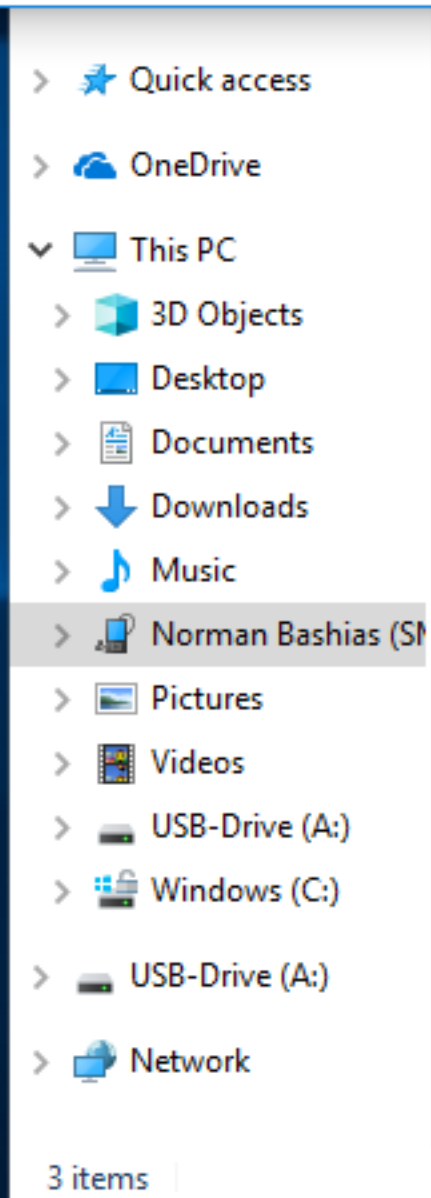 Quick access
OneDrive
This PC
3D Objects
Desktop
Documents
Downloads
Music
Norman Bashias (SM
Pictures
Videos
USB-Drive (A:)
Windows (C:)
USB-Drive (A:)
Network
3 items